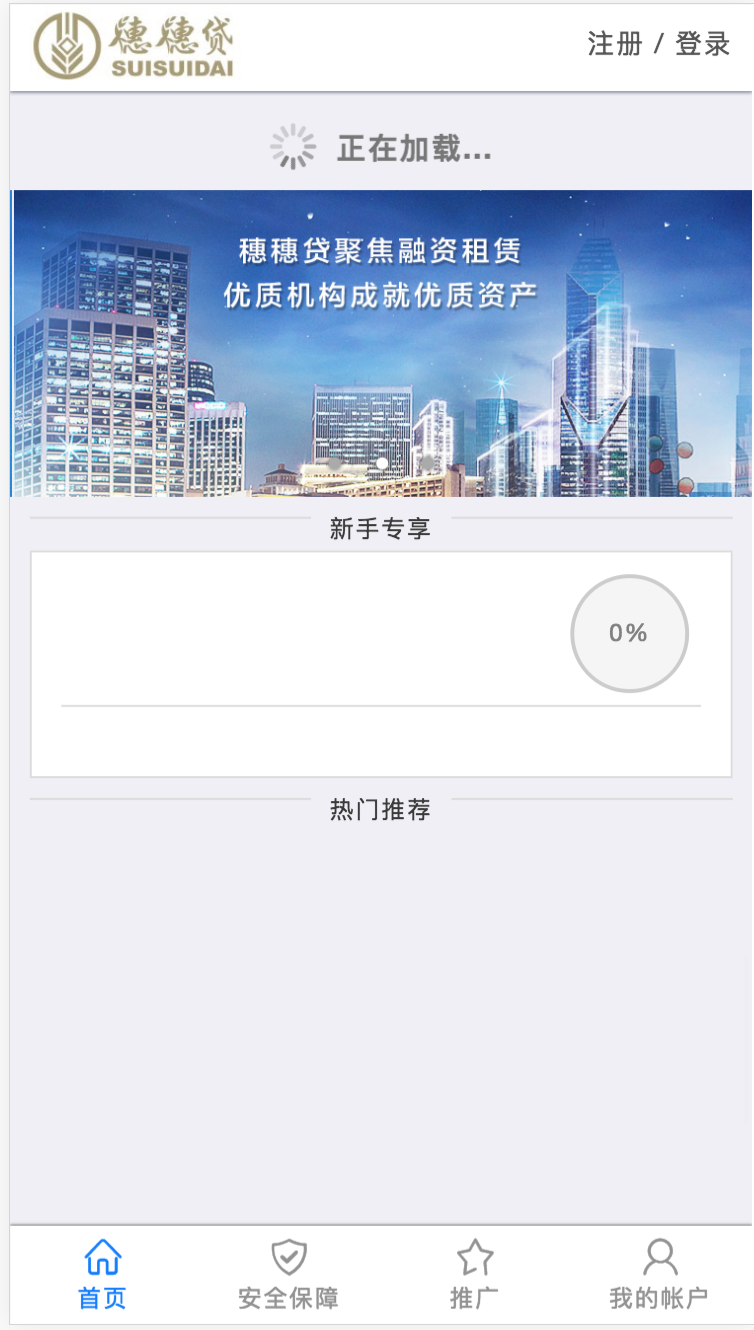 穗穗贷
SUISUIDAI
注册 / 登录
正在加载...
穗穗贷聚焦融资租赁
优质机构成就优质资产
新手专享
0%
热门推荐
首页
安全保障
推广
我的帐户